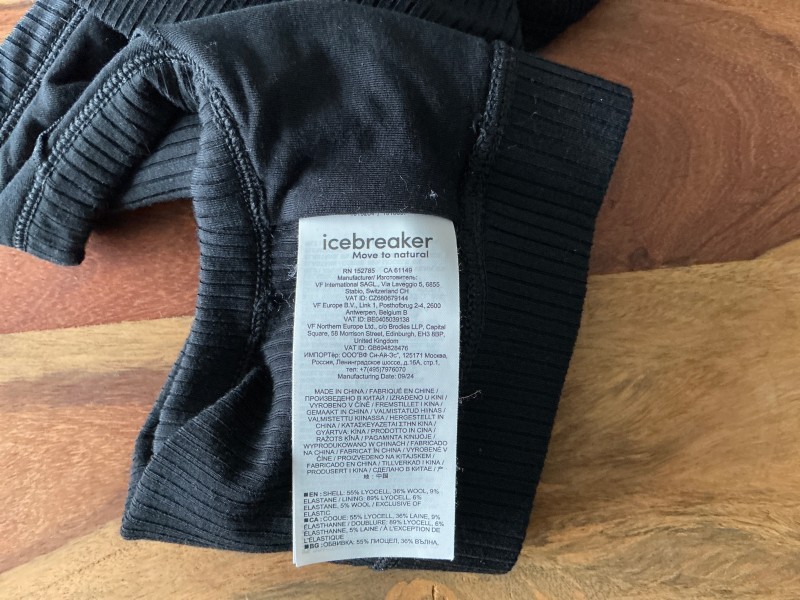 icebreaker
Move to natural
RN 152785 CA 61149
Manufacturer/ Изготовитель:
VF International SAGL., Via Laveggio 5, 6855
Stabio, Switzerland CH
VAT ID: CZ680679144
VF Europe B.V., Link 1, Posthofbrug 2-4, 2600
Antwerpen, Belgium B
VAT ID: BE0405039138
VF Northern Europe Ltd., c/o Brodies LLP, Capital
Square, 58 Morrison Street, Edinburgh, EH3 8BP,
United Kingdom
VAT ID: GB694828476
ИМПОРТёр: ООО"ВФ Си-Ай-Эс", 125171 Москва,
Россия, Ленинградское шоссе, д.16А, стр.1,
тел: +7(495)7976070
Manufacturing Date: 09/24
MADE IN CHINA / FABRIQUÉ EN CHINE /
ПРОИЗВЕДЕНО В КИТАЙ / IZRAĐENO U KINI /
VYROBENO V ČÍNĚ / FREMSTILLET I KINA /
GEMAAKT IN CHINA / VALMISTATUD HIINAS /
VALMISTETTU KIINASSA / HERGESTELLT IN
CHINA / ΚΑΤΑΣΚΕΥΑΖΕΤΑΙ ΣΤΗΝ ΚΙΝΑ /
GYÁRTVA: KÍNA / PRODOTTO IN CINA /
RAŽOTS ĶĪNĀ / PAGAMINTA KINIJOJE /
WYPRODUKOWANO W CHINACH / FABRICADO
NA CHINA / FABRICAT ÎN CHINA / VYROBENÉ V
ČÍNE / PROIZVEDENO NA KITAJSKEM /
FABRICADO EN CHINA / TILLVERKAD I KINA /
PRODUSERT I KINA / СДЕЛАНО В КИТАЕ / 产
地：中国
■EN: SHELL: 55% LYOCELL, 36% WOOL, 9%
ELASTANE / LINING: 89% LYOCELL, 6%
ELASTANE, 5% WOOL / EXCLUSIVE OF
ELASTIC
■CA: COQUE: 55% LYOCELL, 36% LAINE, 9%
ÉLASTHANNE / DOUBLURE: 89% LYOCELL, 6%
ÉLASTHANNE, 5% LAINE / À L'EXCEPTION DE
L'ÉLASTIQUE
■BG: ОБВИВКА: 55% ЛИОЦЕЛ, 36% ВЪЛНА,